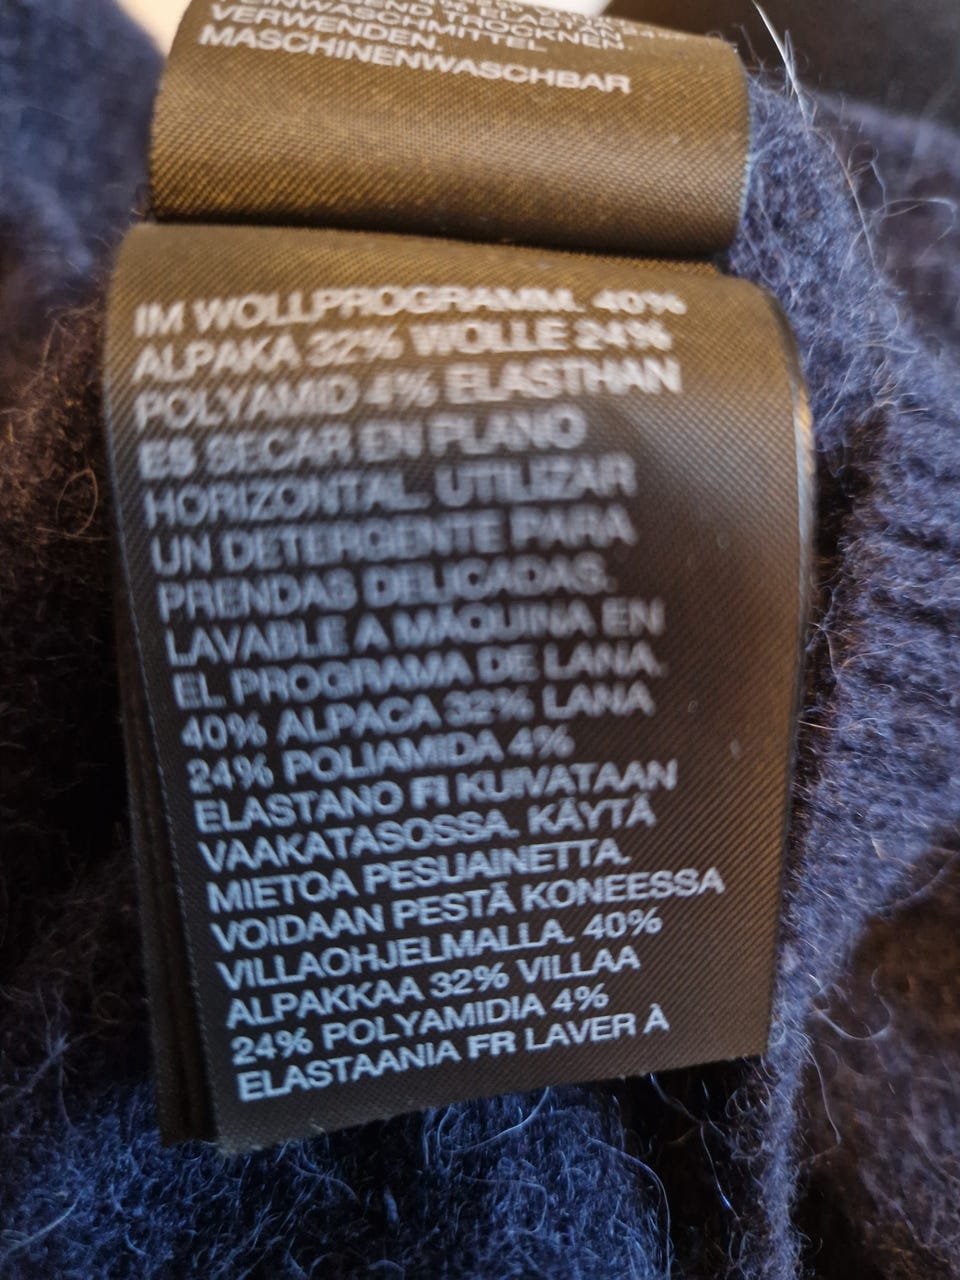 VERWENDEN.
MASCHINENWASCHBAR
IM WOLLPROGRAMM. 40%
ALPAKA 32% WOLLE 24%
POLYAMID 4% ELASTHAN
ES SECAR EN PLANO
HORIZONTAL. UTILIZAR
UN DETERGENTE PARA
PRENDAS DELICADAS.
LAVABLE A MÁQUINA EN
EL PROGRAMA DE LANA.
40% ALPACA 32% LANA
24% POLIAMIDA 4%
ELASTANO FI KUIVATAAN
VAAKATASOSSA. KÄYTÄ
MIETOA PESUAINETTA.
VOIDAAN PESTÄ KONEESSA
VILLAOHJELMALLA. 40%
ALPAKKAA 32% VILLAA
24% POLYAMIDIA 4%
ELASTAANIA FR LAVER À